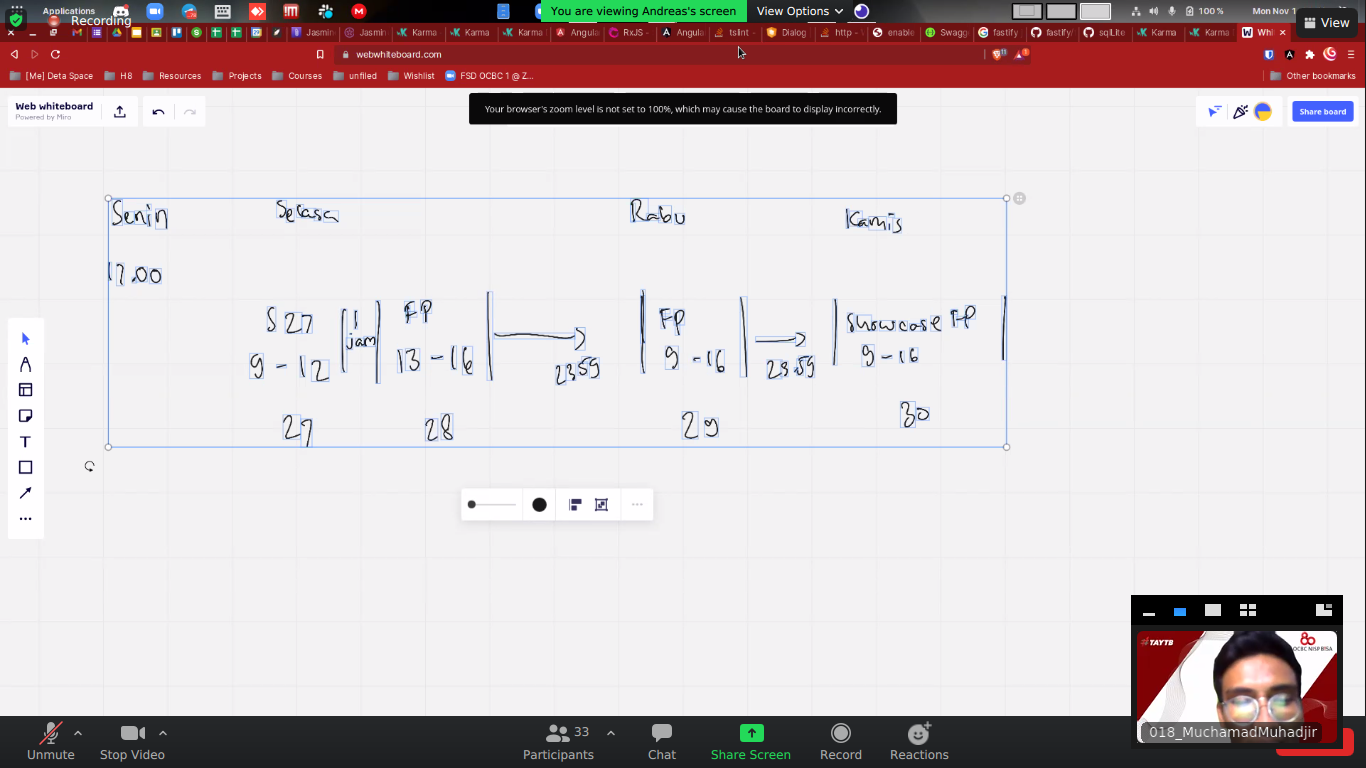 Applications
Recording
You are viewing Andreas's screen
View Options
100 %
Mon Nov 1
View
Jasmin
Karma
Karma
Karma
Angula
RxJS -
Angula
tslint -
Dialog
http -
enable
Swagg
fastify
fastify/
sqlLite
Karma
Karma
Whi
webwhiteboard.com
[Me] Deta Space
H8
Resources
Projects
Courses
unfiled
Wishlist
FSD OCBC 1 @ Z...
Other bookmarks
Web whiteboard
Powered by Miro
Your browser's zoom level is not set to 100%, which may cause the board to display incorrectly.
Share board
Senin Selasa Rabu Kamis
17.00
S 27 1 jam FP FP Showcase FP
9 - 12 13 - 16 23.59 9 - 16 23.59 9 - 16
27 28 29 30
#TAYTB
80
OCBC NISP BISA
018_MuchamadMuhadjir
Unmute
Stop Video
Participants
33
Chat
Share Screen
Record
Reactions